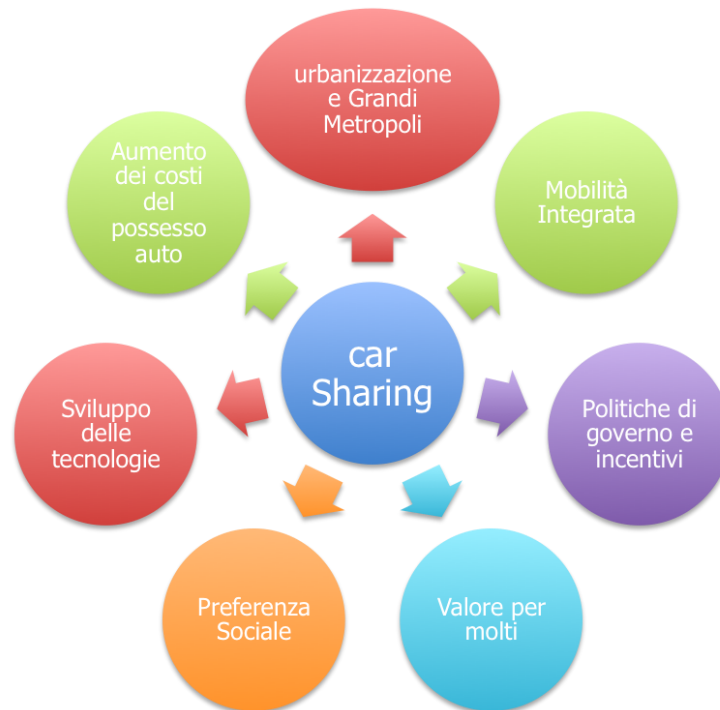 urbanizzazione
e Grandi
Metropoli
Aumento
dei costi
del
possesso
auto
Mobilità
Integrata
car
Sharing
Sviluppo
delle
tecnologie
Politiche di
governo e
incentivi
Preferenza
Sociale
Valore per
molti